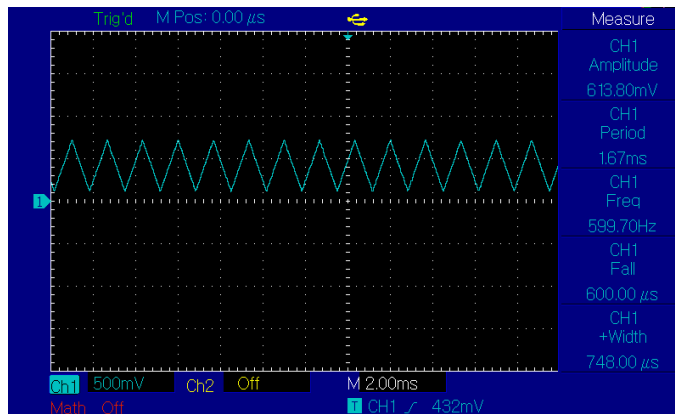 Trig'd M Pos: 0.00 μs Measure
CH1
Amplitude
613.80mV
CH1
Period
1.67ms
CH1
Freq
599.70Hz
CH1
Fall
600.00 μs
CH1
+Width
748.00 μs
1
Ch1 500mV Ch2 Off M 2.00ms
Math Off T CH1 432mV